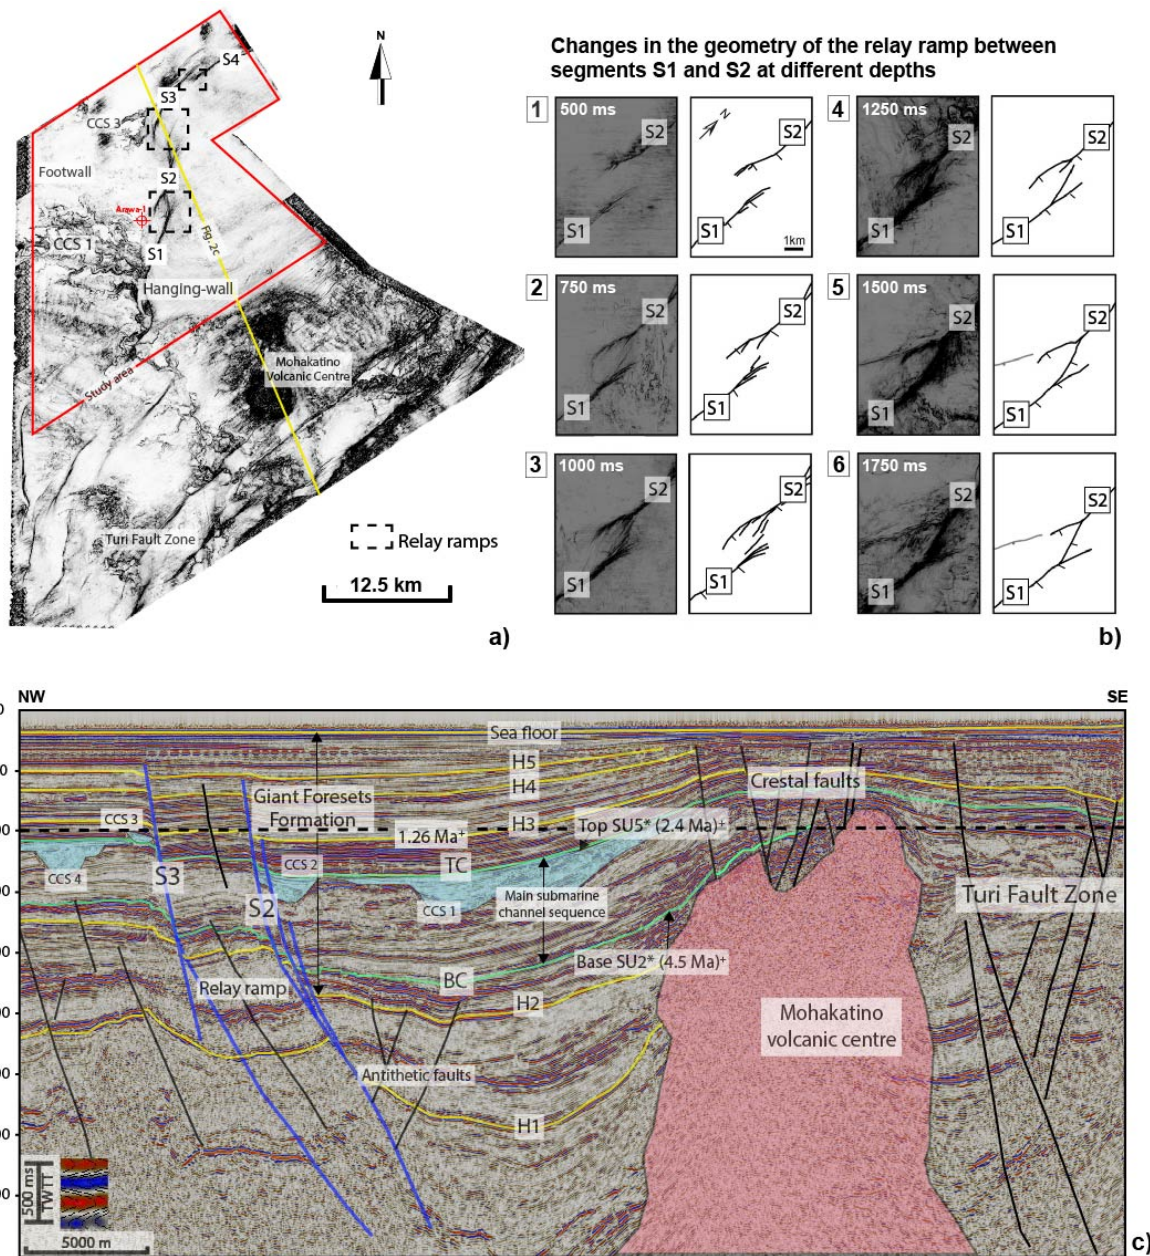 N
S4
S3
CCS 3
Footwall
S2
Arawa-1
CCS 1
Fig. 2c
S1
Hanging-wall
Mohakatino
Volcanic Centre
Study area
Turi Fault Zone
Relay ramps
12.5 km
a)
Changes in the geometry of the relay ramp between
segments S1 and S2 at different depths
1
500 ms
S2
S1
N
S2
S1
1km
4
1250 ms
S2
S1
S2
S1
2
750 ms
S2
S1
S2
S1
5
1500 ms
S2
S1
S2
S1
3
1000 ms
S2
S1
S2
S1
6
1750 ms
S2
S1
S2
S1
b)
NW
SE
Sea floor
H5
H4
Giant Foresets
Formation
Crestal faults
CCS 3
1.26 Ma+
H3
Top SU5* (2.4 Ma)+
CCS 4
S3
CCS 2
TC
S2
CCS 1
Main submarine
channel sequence
Turi Fault Zone
Base SU2* (4.5 Ma)+
Relay ramp
BC
H2
Mohakatino
volcanic centre
Antithetic faults
H1
500 ms
TWTT
5000 m
c)